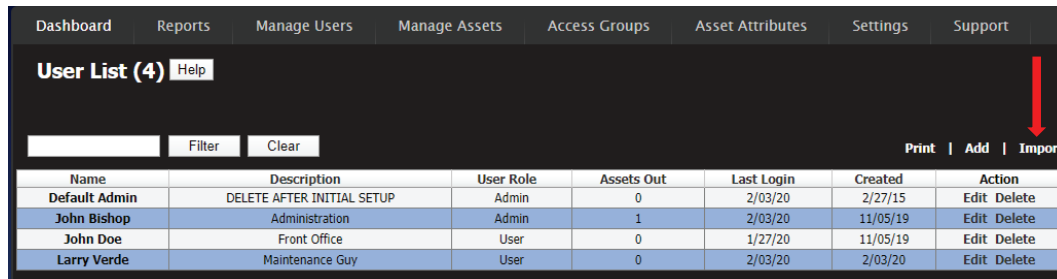 Dashboard Reports Manage Users Manage Assets Access Groups Asset Attributes Settings Support
User List (4) Help
Filter Clear Print | Add | Impor
Name Description User Role Assets Out Last Login Created Action
Default Admin DELETE AFTER INITIAL SETUP Admin 0 2/03/20 2/27/15 Edit Delete
John Bishop Administration Admin 1 2/03/20 11/05/19 Edit Delete
John Doe Front Office User 0 1/27/20 11/05/19 Edit Delete
Larry Verde Maintenance Guy User 0 2/03/20 2/03/20 Edit Delete